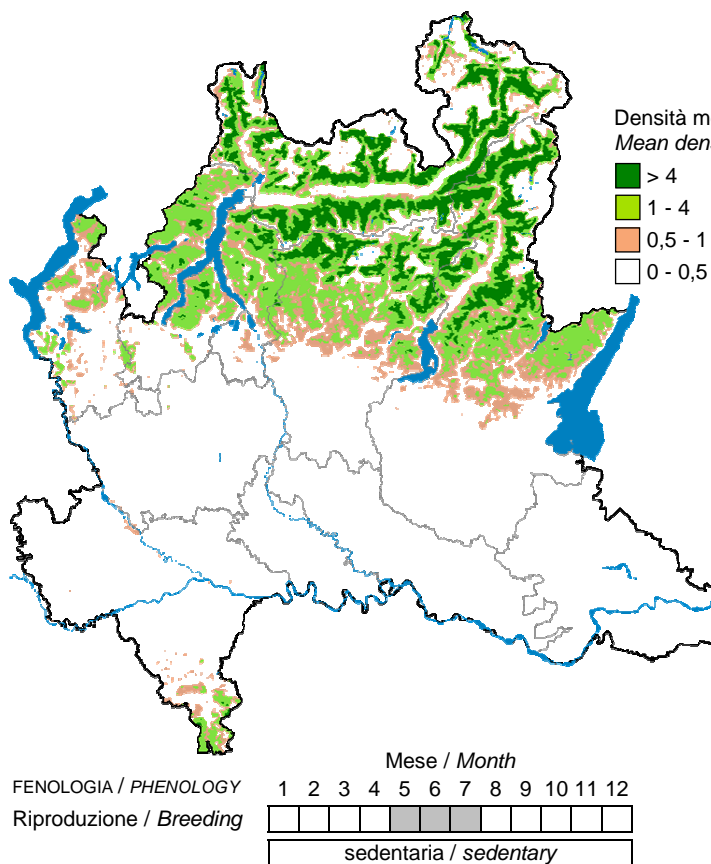 Densità m
Mean den
> 4
1 - 4
0,5 - 1
0 - 0,5
Mese / Month
FENOLOGIA / PHENOLOGY 1 2 3 4 5 6 7 8 9 10 11 12
Riproduzione / Breeding
sedentaria / sedentary